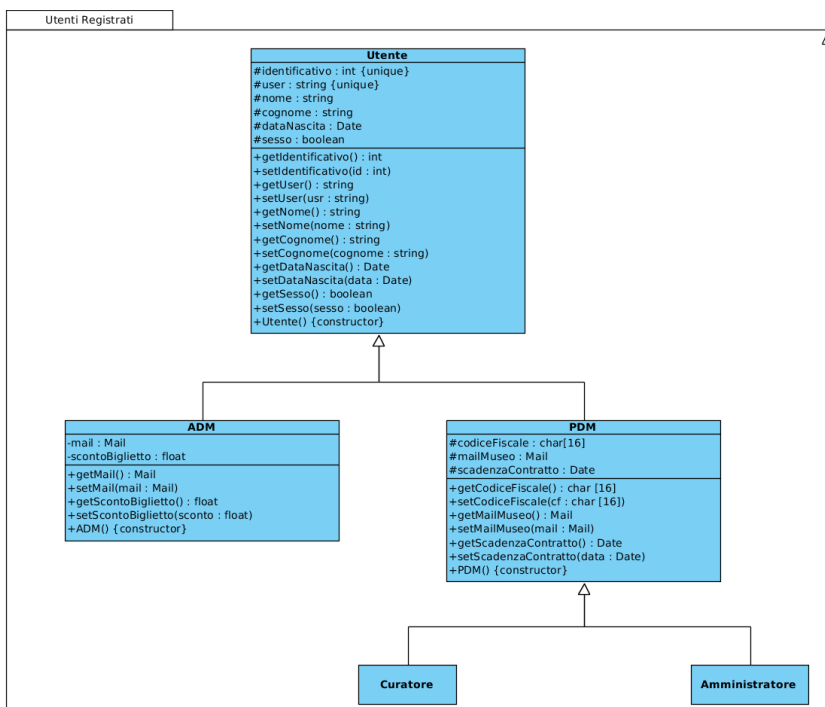 Utenti Registrati
Utente
#identificativo : int {unique}
#user : string {unique}
#nome : string
#cognome : string
#dataNascita : Date
#sesso : boolean
+getIdentificativo() : int
+setIdentificativo(id : int)
+getUser() : string
+setUser(usr : string)
+getNome() : string
+setNome(nome : string)
+getCognome() : string
+setCognome(cognome : string)
+getDataNascita() : Date
+setDataNascita(data : Date)
+getSesso() : boolean
+setSesso(sesso : boolean)
+Utente() {constructor}
ADM
-mail : Mail
-scontoBiglietto : float
+getMail() : Mail
+setMail(mail : Mail)
+getScontoBiglietto() : float
+setScontoBiglietto(sconto : float)
+ADM() {constructor}
PDM
#codiceFiscale : char[16]
#mailMuseo : Mail
#scadenzaContratto : Date
+getCodiceFiscale() : char [16]
+setCodiceFiscale(cf : char [16])
+getMailMuseo() : Mail
+setMailMuseo(mail : Mail)
+getScadenzaContratto() : Date
+setScadenzaContratto(data : Date)
+PDM() {constructor}
Curatore
Amministratore